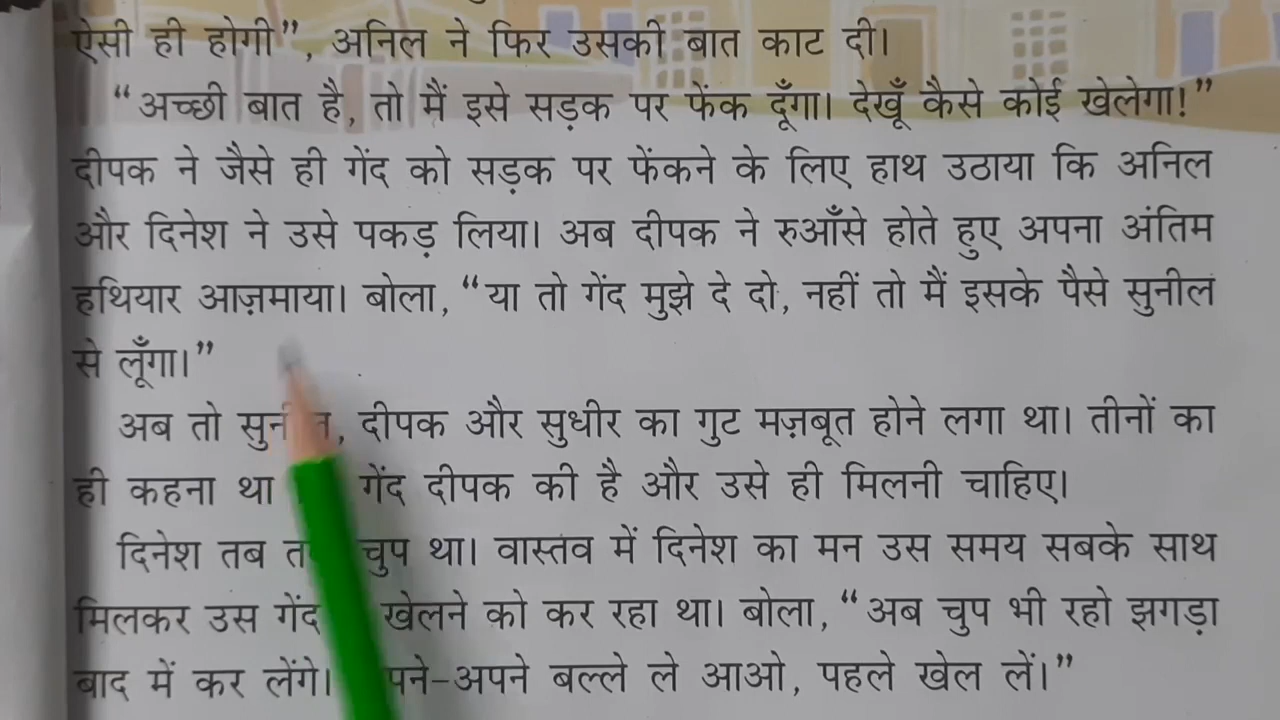 ऐसी ही होगी”, अनिल ने फिर उसकी बात काट दी।
“अच्छी बात है, तो मैं इसे सड़क पर फेंक दूँगा। देखूँ कैसे कोई खेलेगा!”
दीपक ने जैसे ही गेंद को सड़क पर फेंकने के लिए हाथ उठाया कि अनिल
और दिनेश ने उसे पकड़ लिया। अब दीपक ने रुआँसे होते हुए अपना अंतिम
हथियार आज़माया। बोला, “या तो गेंद मुझे दे दो, नहीं तो मैं इसके पैसे सुनील
से लूँगा।”
अब तो दीपक और सुधीर का गुट मज़बूत होने लगा था। तीनों का
ही कहना था गेंद दीपक की है और उसे ही मिलनी चाहिए।
दिनेश तब चुप था। वास्तव में दिनेश का मन उस समय सबके साथ
मिलकर उस गेंद खेलने को कर रहा था। बोला, “अब चुप भी रहो झगड़ा
बाद में कर लेंगे। बल्ले ले आओ, पहले खेल लें।”